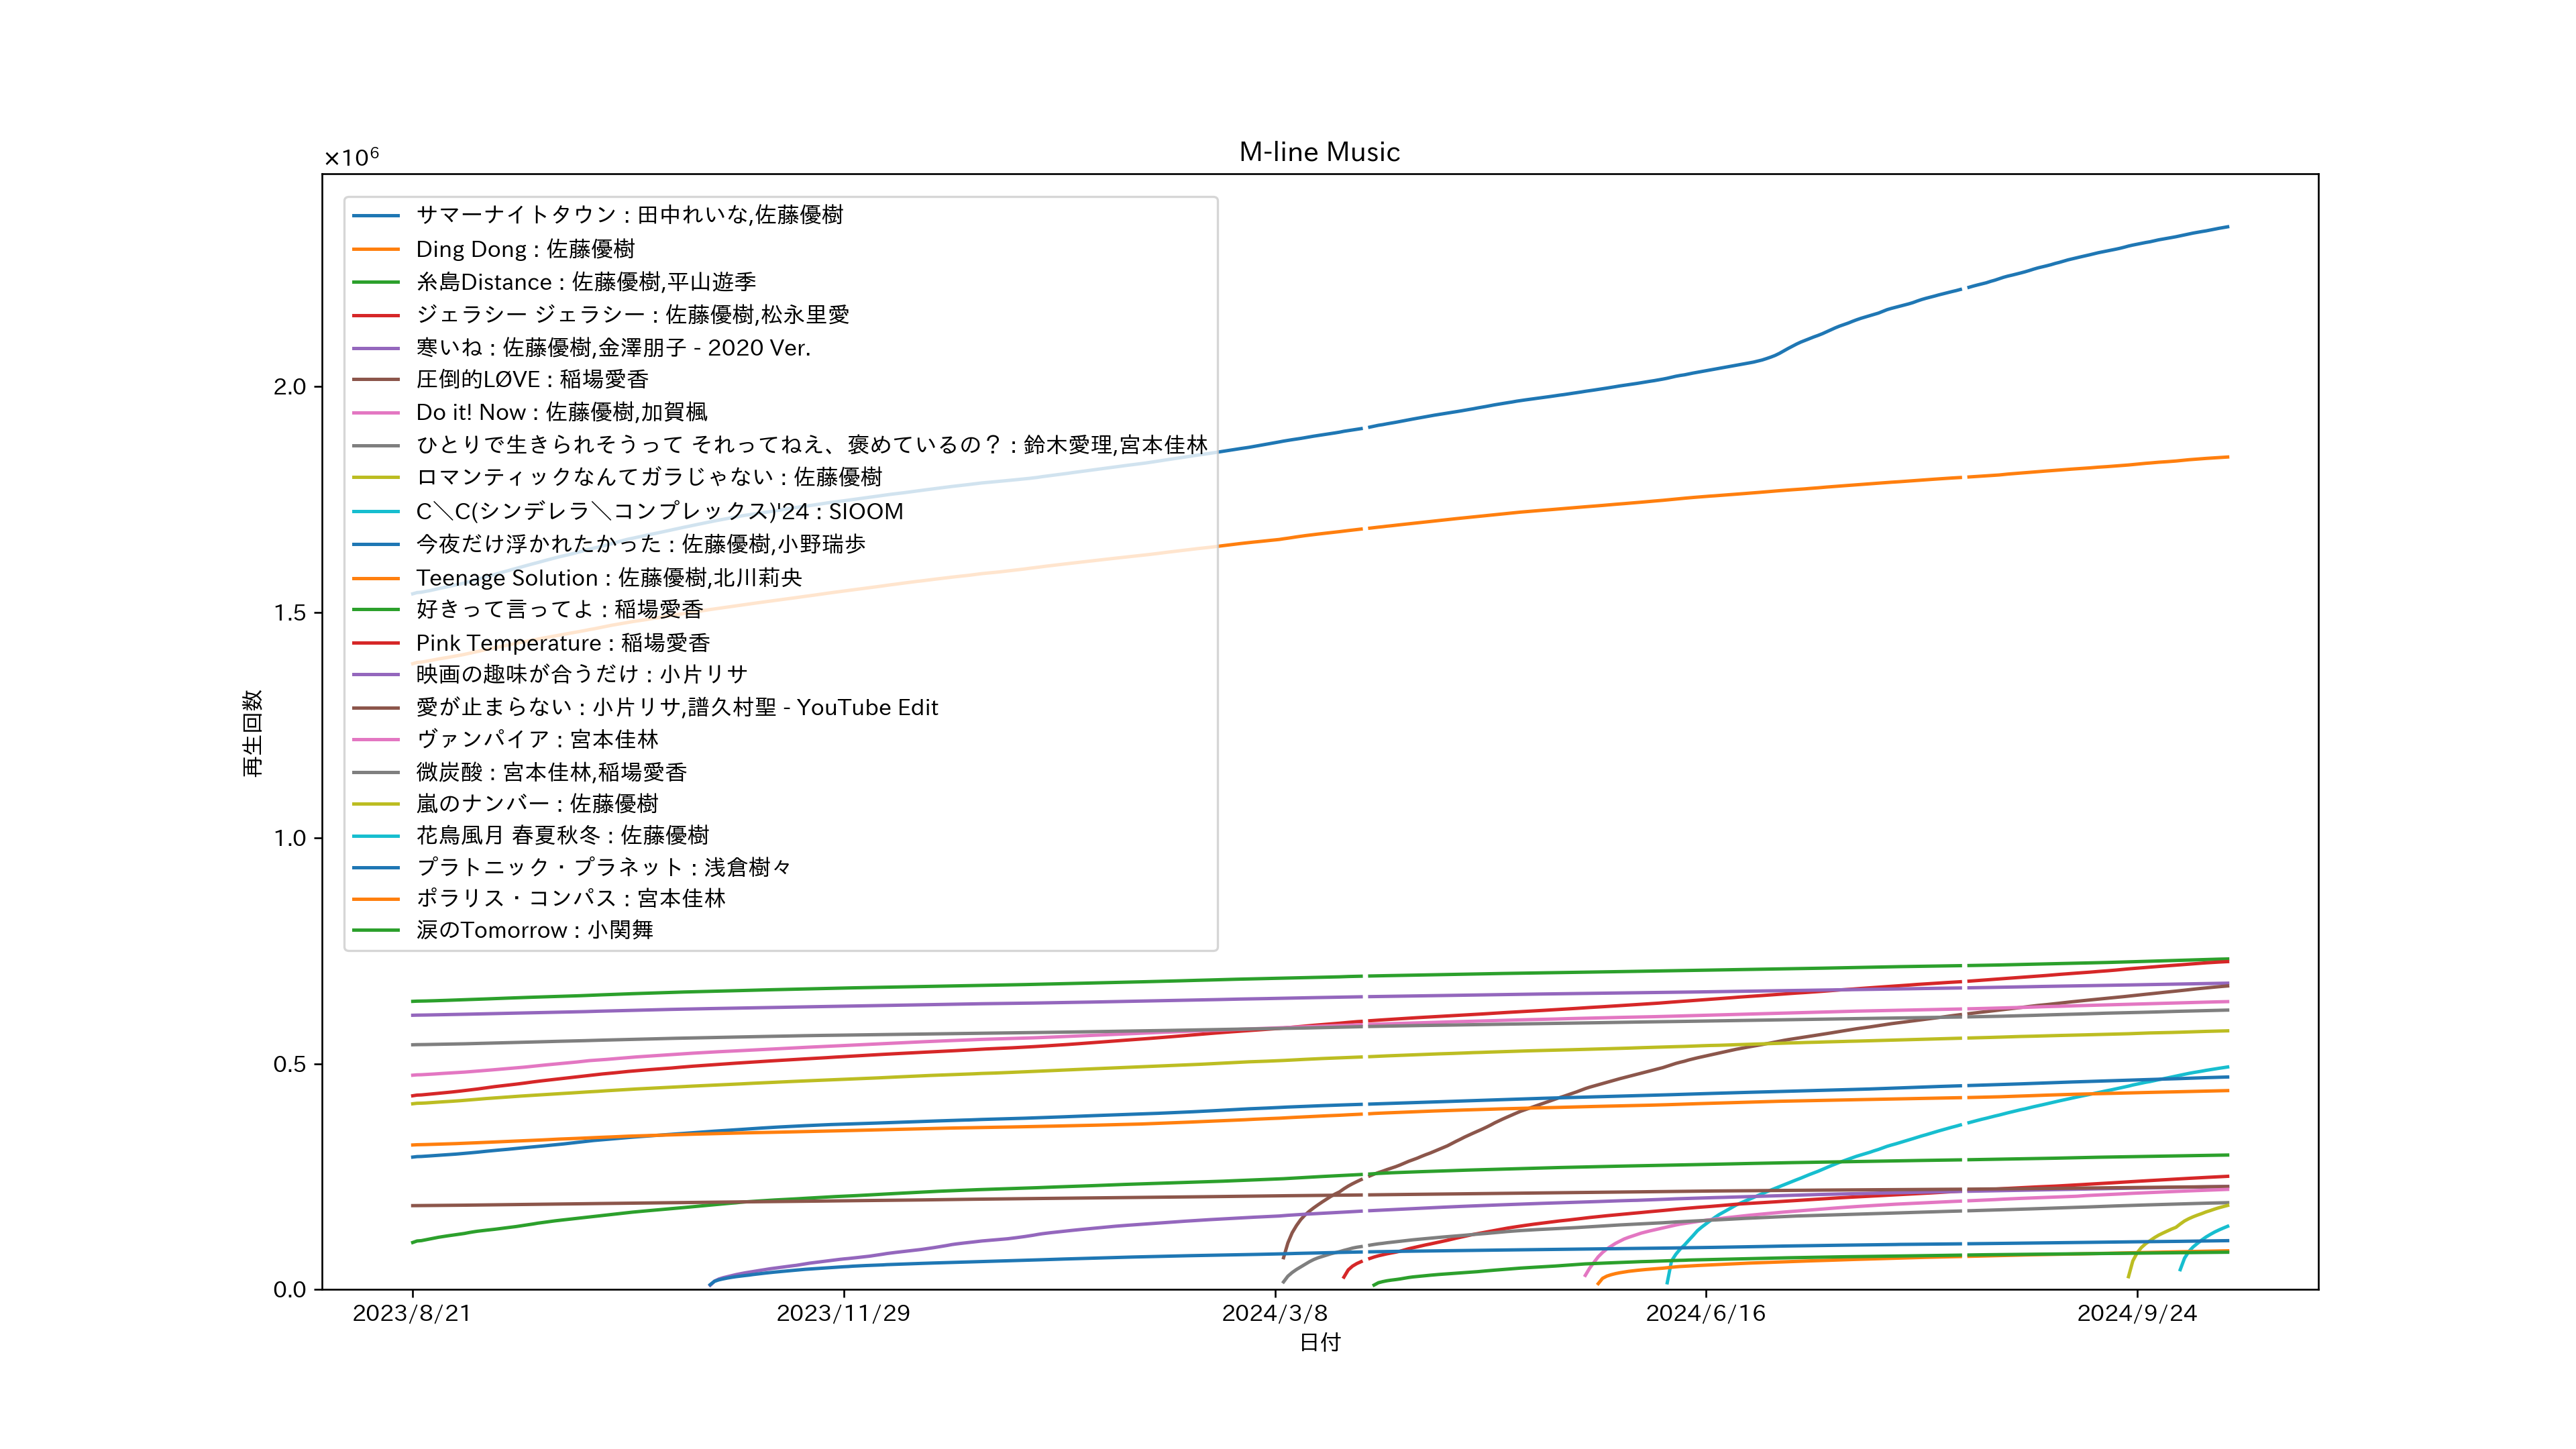 M-line Music
×10⁶
サマーナイトタウン : 田中れいな,佐藤優樹
Ding Dong : 佐藤優樹
糸島Distance : 佐藤優樹,平山遊季
ジェラシー ジェラシー : 佐藤優樹,松永里愛
寒いね : 佐藤優樹,金澤朋子 - 2020 Ver.
圧倒的LØVE : 稲場愛香
Do it! Now : 佐藤優樹,加賀楓
ひとりで生きられそうって それってねえ、褒めているの？ : 鈴木愛理,宮本佳林
ロマンティックなんてガラじゃない : 佐藤優樹
C＼C(シンデレラ＼コンプレックス)'24 : SIOOM
今夜だけ浮かれたかった : 佐藤優樹,小野瑞歩
Teenage Solution : 佐藤優樹,北川莉央
好きって言ってよ : 稲場愛香
Pink Temperature : 稲場愛香
映画の趣味が合うだけ : 小片リサ
愛が止まらない : 小片リサ,譜久村聖 - YouTube Edit
ヴァンパイア : 宮本佳林
微炭酸 : 宮本佳林,稲場愛香
嵐のナンバー : 佐藤優樹
花鳥風月 春夏秋冬 : 佐藤優樹
プラトニック・プラネット : 浅倉樹々
ポラリス・コンパス : 宮本佳林
涙のTomorrow : 小関舞
再生回数
2.0
1.5
1.0
0.5
0.0
2023/8/21
2023/11/29
2024/3/8
2024/6/16
2024/9/24
日付